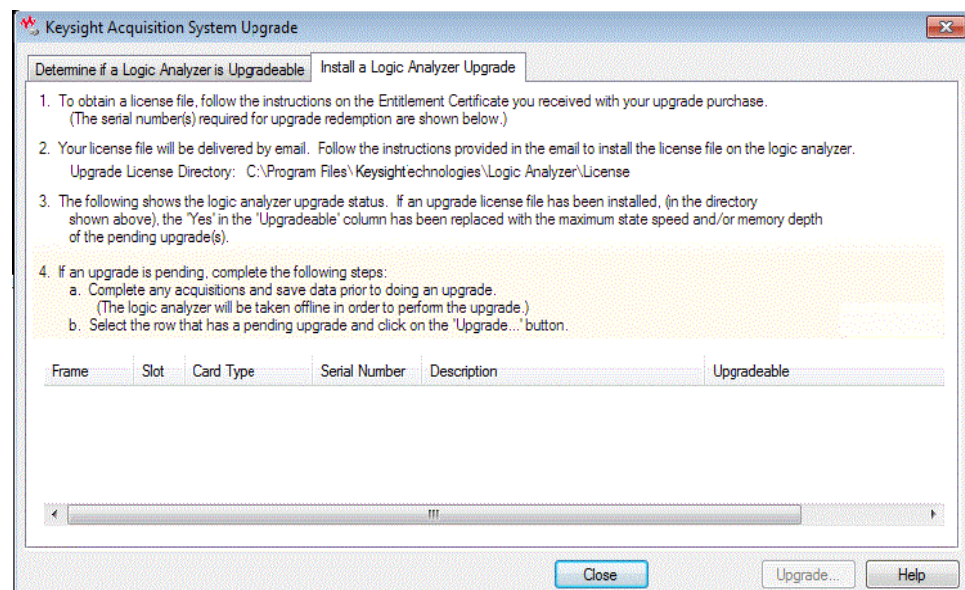 Keysight Acquisition System Upgrade
Determine if a Logic Analyzer is Upgradeable
Install a Logic Analyzer Upgrade
1. To obtain a license file, follow the instructions on the Entitlement Certificate you received with your upgrade purchase.
(The serial number(s) required for upgrade redemption are shown below.)
2. Your license file will be delivered by email. Follow the instructions provided in the email to install the license file on the logic analyzer.
Upgrade License Directory: C:\Program Files\Keysightechnologies\Logic Analyzer\License
3. The following shows the logic analyzer upgrade status. If an upgrade license file has been installed, (in the directory
shown above), the 'Yes' in the 'Upgradeable' column has been replaced with the maximum state speed and/or memory depth
of the pending upgrade(s).
4. If an upgrade is pending, complete the following steps:
a. Complete any acquisitions and save data prior to doing an upgrade.
(The logic analyzer will be taken offline in order to perform the upgrade.)
b. Select the row that has a pending upgrade and click on the 'Upgrade...' button.
Frame Slot Card Type Serial Number Description Upgradeable
Close Upgrade... Help